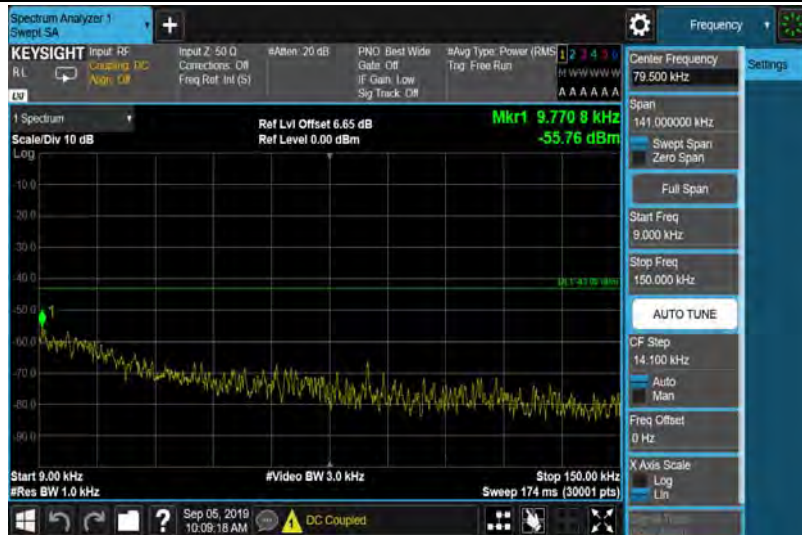 Spectrum Analyzer 1
Swept SA
Frequency
KEYSIGHT
Input: RF
Coupling: DC
Align: Off
Input Z: 50 Ω
Corrections: Off
Freq Ref: Int (S)
#Atten: 20 dB
PNO: Best Wide
Gate: Off
IF Gain: Low
Sig Track: Off
#Avg Type: Power (RMS
Trig: Free Run
1 2 3 4 5 6
M W W W W W
A A A A A A
R L
LXI
1 Spectrum
Scale/Div 10 dB
Log
Ref Lvl Offset 6.65 dB
Ref Level 0.00 dBm
Mkr1 9.770 8 kHz
-55.76 dBm
-10.0
-20.0
-30.0
-40.0
-50.0
-60.0
-70.0
-80.0
-90.0
1
Start 9.00 kHz
#Res BW 1.0 kHz
#Video BW 3.0 kHz
Stop 150.00 kHz
Sweep 174 ms (30001 pts)
Sep 05, 2019
10:09:18 AM
DC Coupled
Center Frequency
79.500 kHz
Settings
Span
141.000000 kHz
Swept Span
Zero Span
Full Span
Start Freq
9.000 kHz
Stop Freq
150.000 kHz
AUTO TUNE
CF Step
14.100 kHz
Auto
Man
Freq Offset
0 Hz
X Axis Scale
Log
Lin